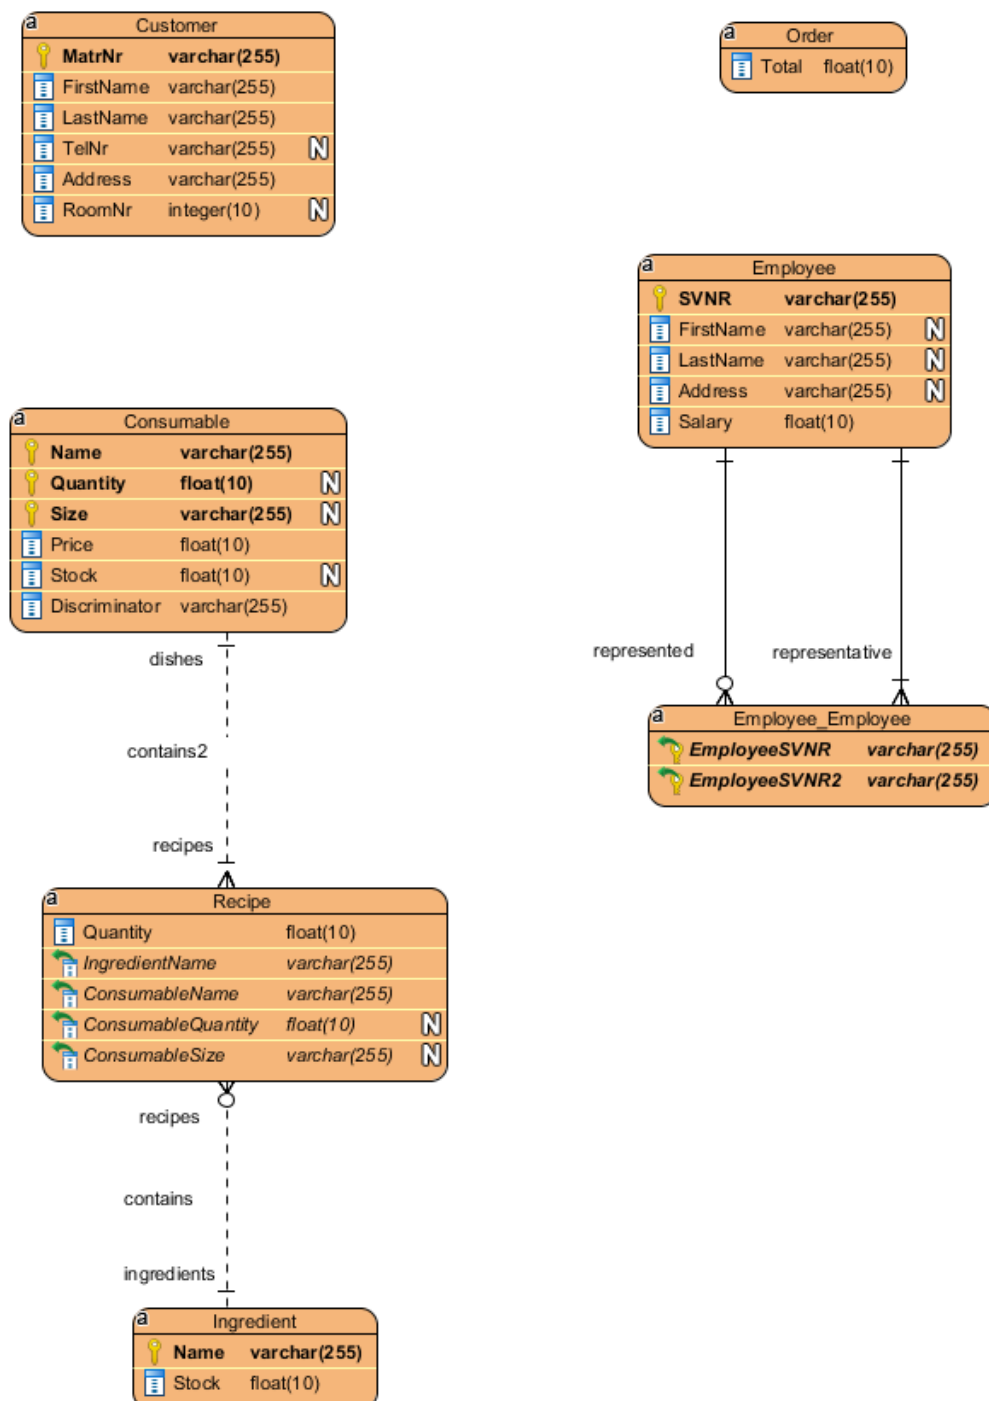 a Customer
MatrNr varchar(255)
FirstName varchar(255)
LastName varchar(255)
TelNr varchar(255) N
Address varchar(255)
RoomNr integer(10) N
a Order
Total float(10)
a Employee
SVNR varchar(255)
FirstName varchar(255) N
LastName varchar(255) N
Address varchar(255) N
Salary float(10)
a Consumable
Name varchar(255)
Quantity float(10) N
Size varchar(255) N
Price float(10)
Stock float(10) N
Discriminator varchar(255)
represented
representative
a Employee_Employee
EmployeeSVNR varchar(255)
EmployeeSVNR2 varchar(255)
dishes
contains2
recipes
a Recipe
Quantity float(10)
IngredientName varchar(255)
ConsumableName varchar(255)
ConsumableQuantity float(10) N
ConsumableSize varchar(255) N
recipes
contains
ingredients
a Ingredient
Name varchar(255)
Stock float(10)